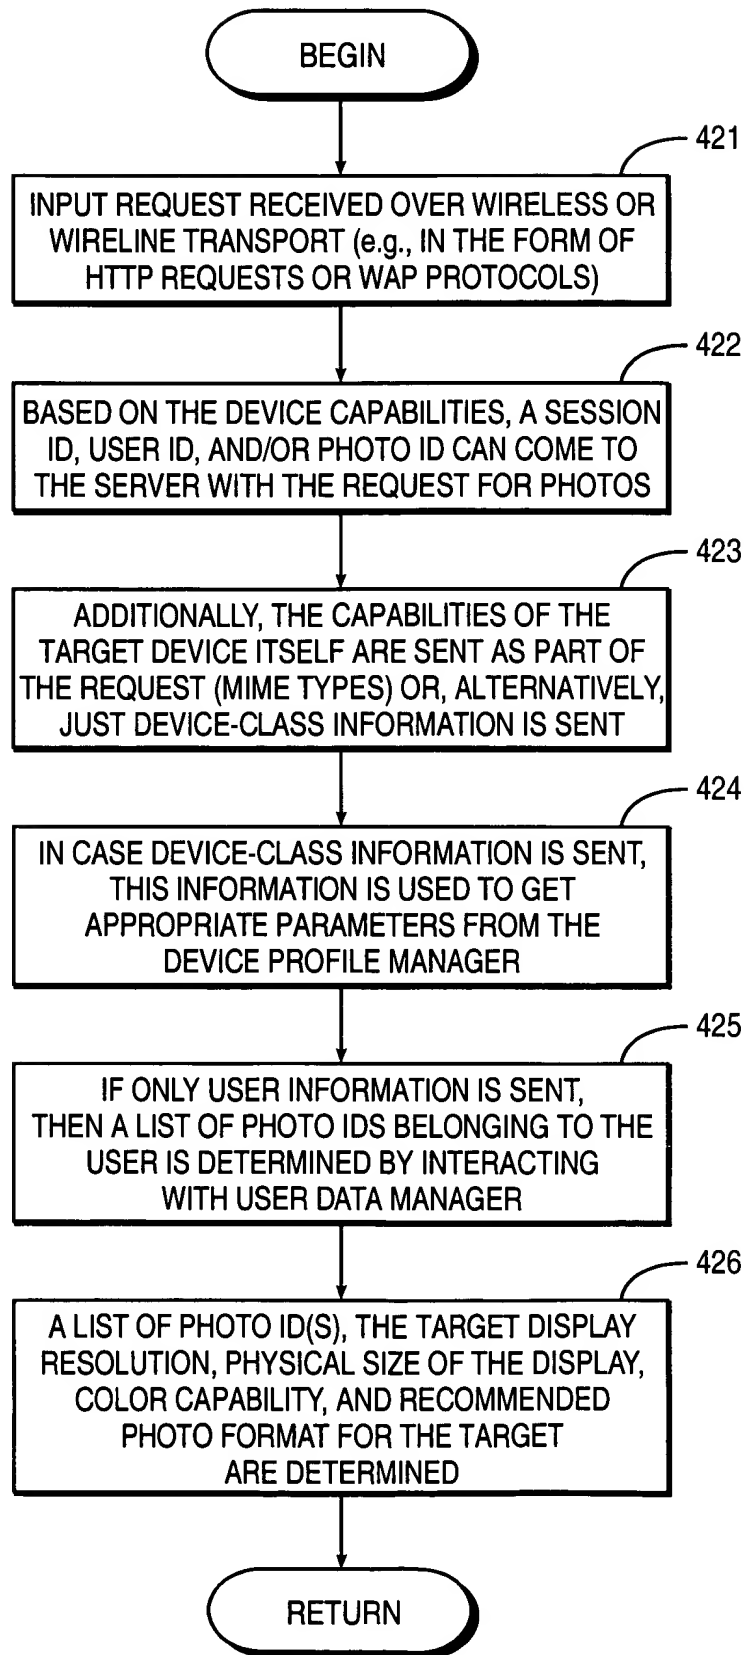 BEGIN
421
INPUT REQUEST RECEIVED OVER WIRELESS OR
WIRELINE TRANSPORT (e.g., IN THE FORM OF
HTTP REQUESTS OR WAP PROTOCOLS)
422
BASED ON THE DEVICE CAPABILITIES, A SESSION
ID, USER ID, AND/OR PHOTO ID CAN COME TO
THE SERVER WITH THE REQUEST FOR PHOTOS
423
ADDITIONALLY, THE CAPABILITIES OF THE
TARGET DEVICE ITSELF ARE SENT AS PART OF
THE REQUEST (MIME TYPES) OR, ALTERNATIVELY,
JUST DEVICE-CLASS INFORMATION IS SENT
424
IN CASE DEVICE-CLASS INFORMATION IS SENT,
THIS INFORMATION IS USED TO GET
APPROPRIATE PARAMETERS FROM THE
DEVICE PROFILE MANAGER
425
IF ONLY USER INFORMATION IS SENT,
THEN A LIST OF PHOTO IDS BELONGING TO THE
USER IS DETERMINED BY INTERACTING
WITH USER DATA MANAGER
426
A LIST OF PHOTO ID(S), THE TARGET DISPLAY
RESOLUTION, PHYSICAL SIZE OF THE DISPLAY,
COLOR CAPABILITY, AND RECOMMENDED
PHOTO FORMAT FOR THE TARGET
ARE DETERMINED
RETURN